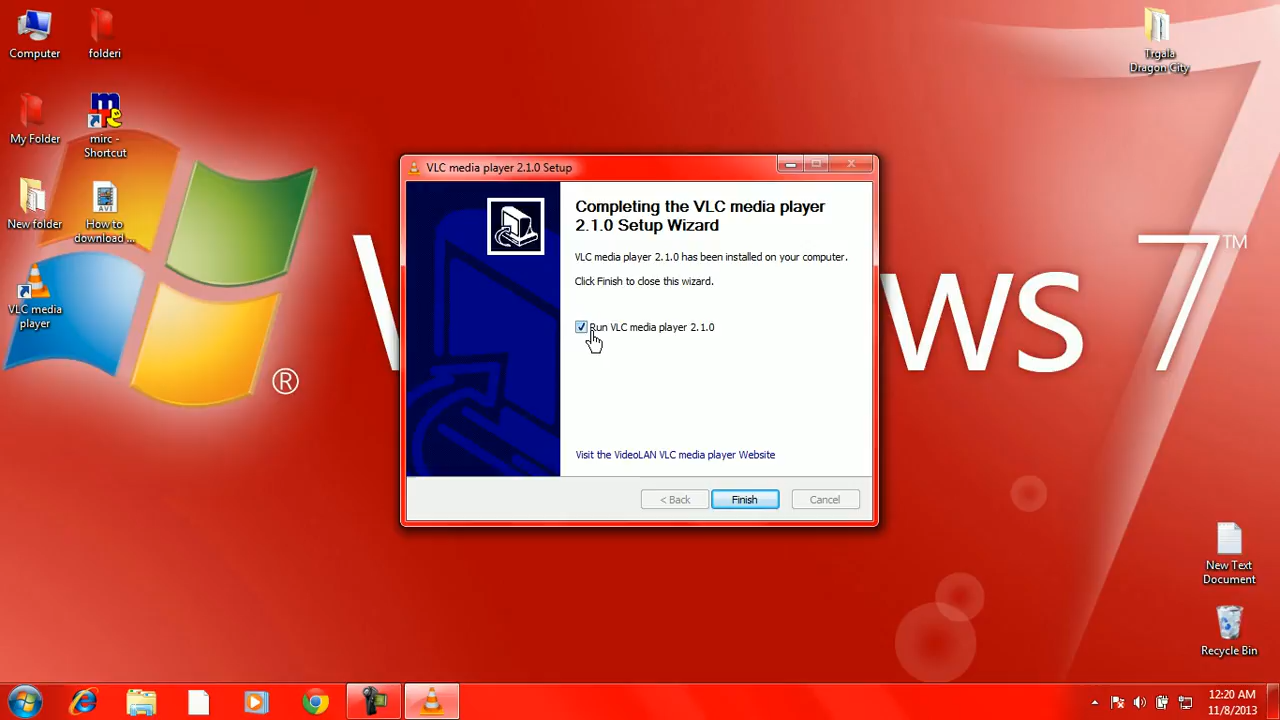 Computer
folderi
My Folder
mirc -
Shortcut
New folder
AVI
How to
download ...
VLC media
player
Trgala
Dragon City
®
ws 7
TM
VLC media player 2.1.0 Setup
Completing the VLC media player
2.1.0 Setup Wizard
VLC media player 2.1.0 has been installed on your computer.
Click Finish to close this wizard.
Run VLC media player 2.1.0
Visit the VideoLAN VLC media player Website
< Back
Finish
Cancel
New Text
Document
Recycle Bin
12:20 AM
11/8/2013